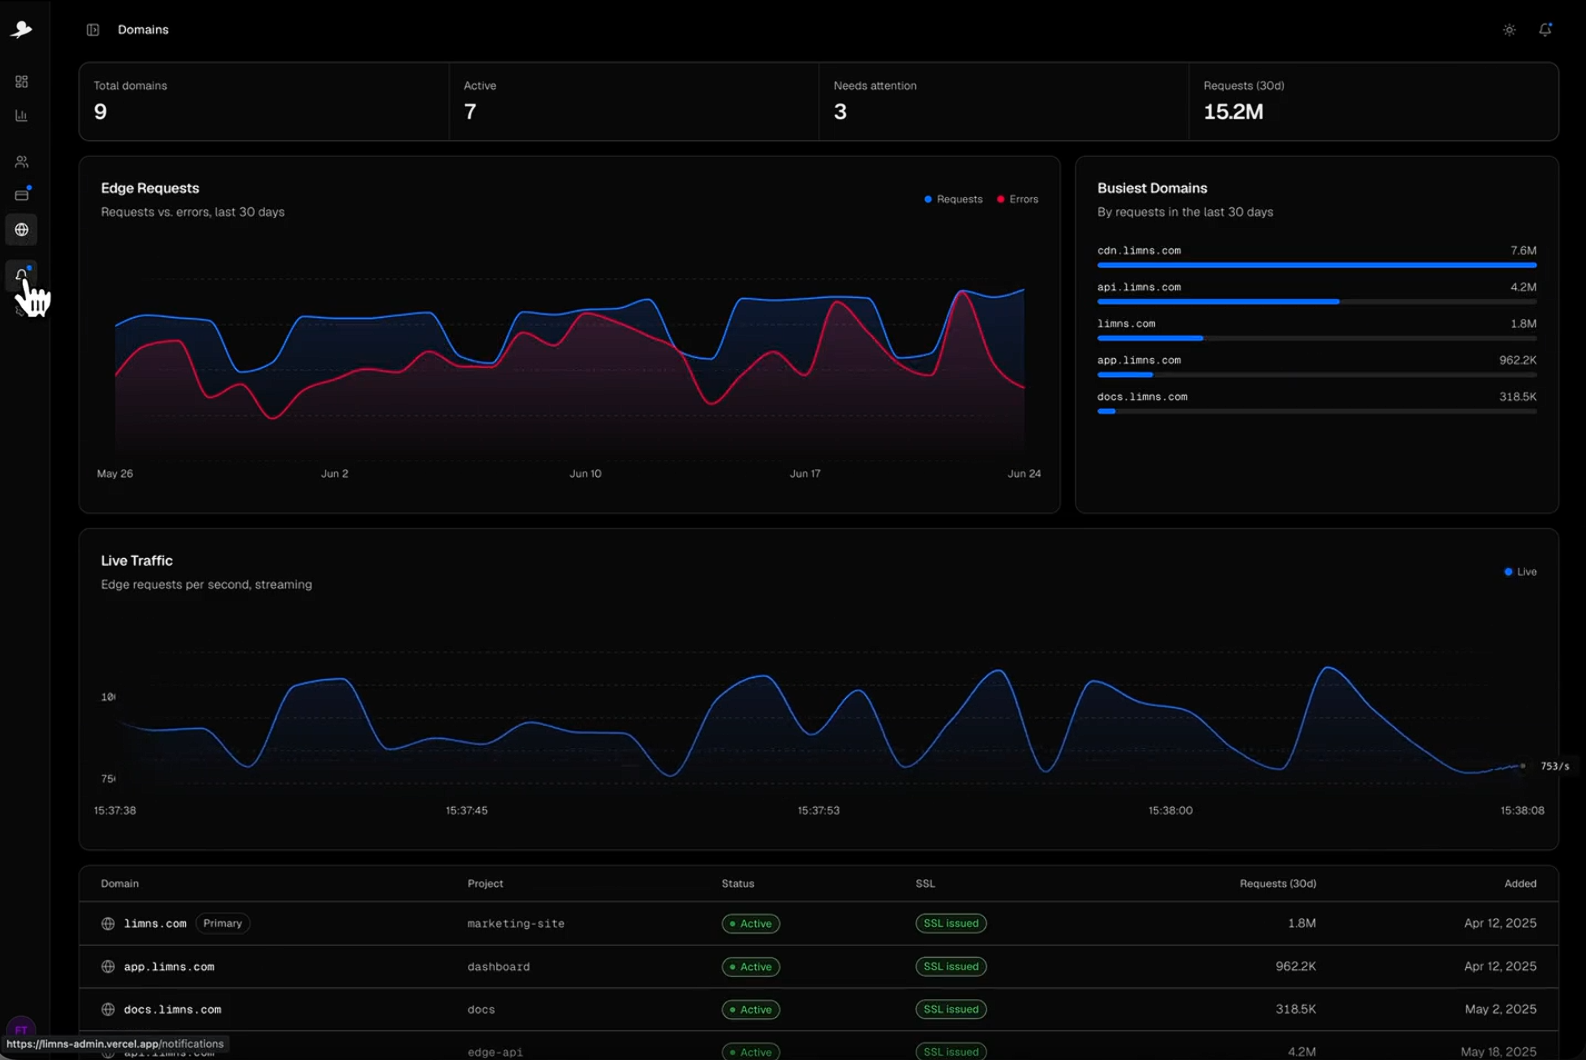 Domains
Total domains
9
Active
7
Needs attention
3
Requests (30d)
15.2M
Edge Requests
Requests vs. errors, last 30 days
Requests
Errors
May 26
Jun 2
Jun 10
Jun 17
Jun 24
Busiest Domains
By requests in the last 30 days
cdn.limns.com 7.6M
api.limns.com 4.2M
limns.com 1.8M
app.limns.com 962.2K
docs.limns.com 318.5K
Live Traffic
Edge requests per second, streaming
Live
753/s
15:37:38
15:37:45
15:37:53
15:38:00
15:38:08
Domain Project Status SSL Requests (30d) Added
limns.com Primary marketing-site Active SSL issued 1.8M Apr 12, 2025
app.limns.com dashboard Active SSL issued 962.2K Apr 12, 2025
docs.limns.com docs Active SSL issued 318.5K May 2, 2025
api.limns.com edge-api Active SSL issued 4.2M May 18, 2025
FT
https://limns-admin.vercel.app/notifications